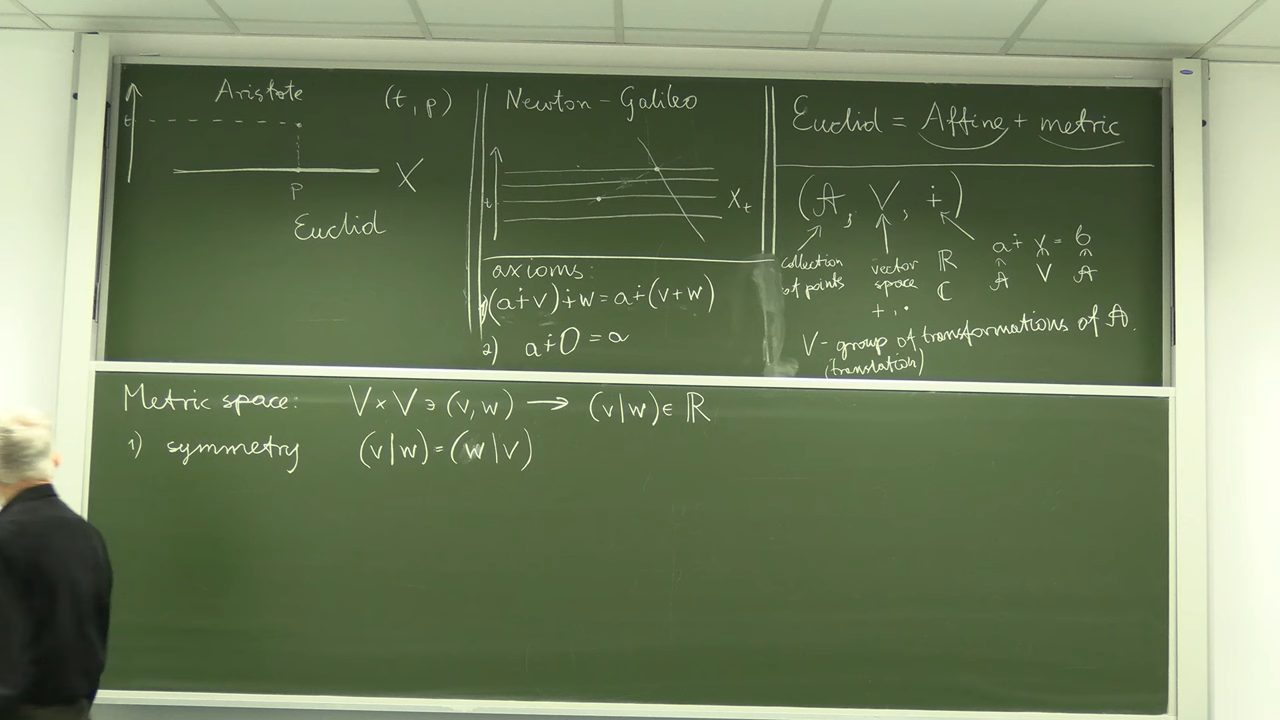 Aristote
(t, p)
t
p
X
Euclid
Newton - Galileo
t
X_t
axioms:
1) (a ∔ v) ∔ w = a ∔ (v + w)
2) a ∔ 0 = a
Euclid = Affine + metric
(𝔸, V, ∔)
collection of points
vector space
+, ·
ℝ
ℂ
a ∔ v = b
𝔸 V 𝔸
V - group of transformations of 𝔸.
(translation)
Metric space: V × V ∋ (v, w) → (v|w) ∈ ℝ
1) symmetry (v|w) = (w|v)